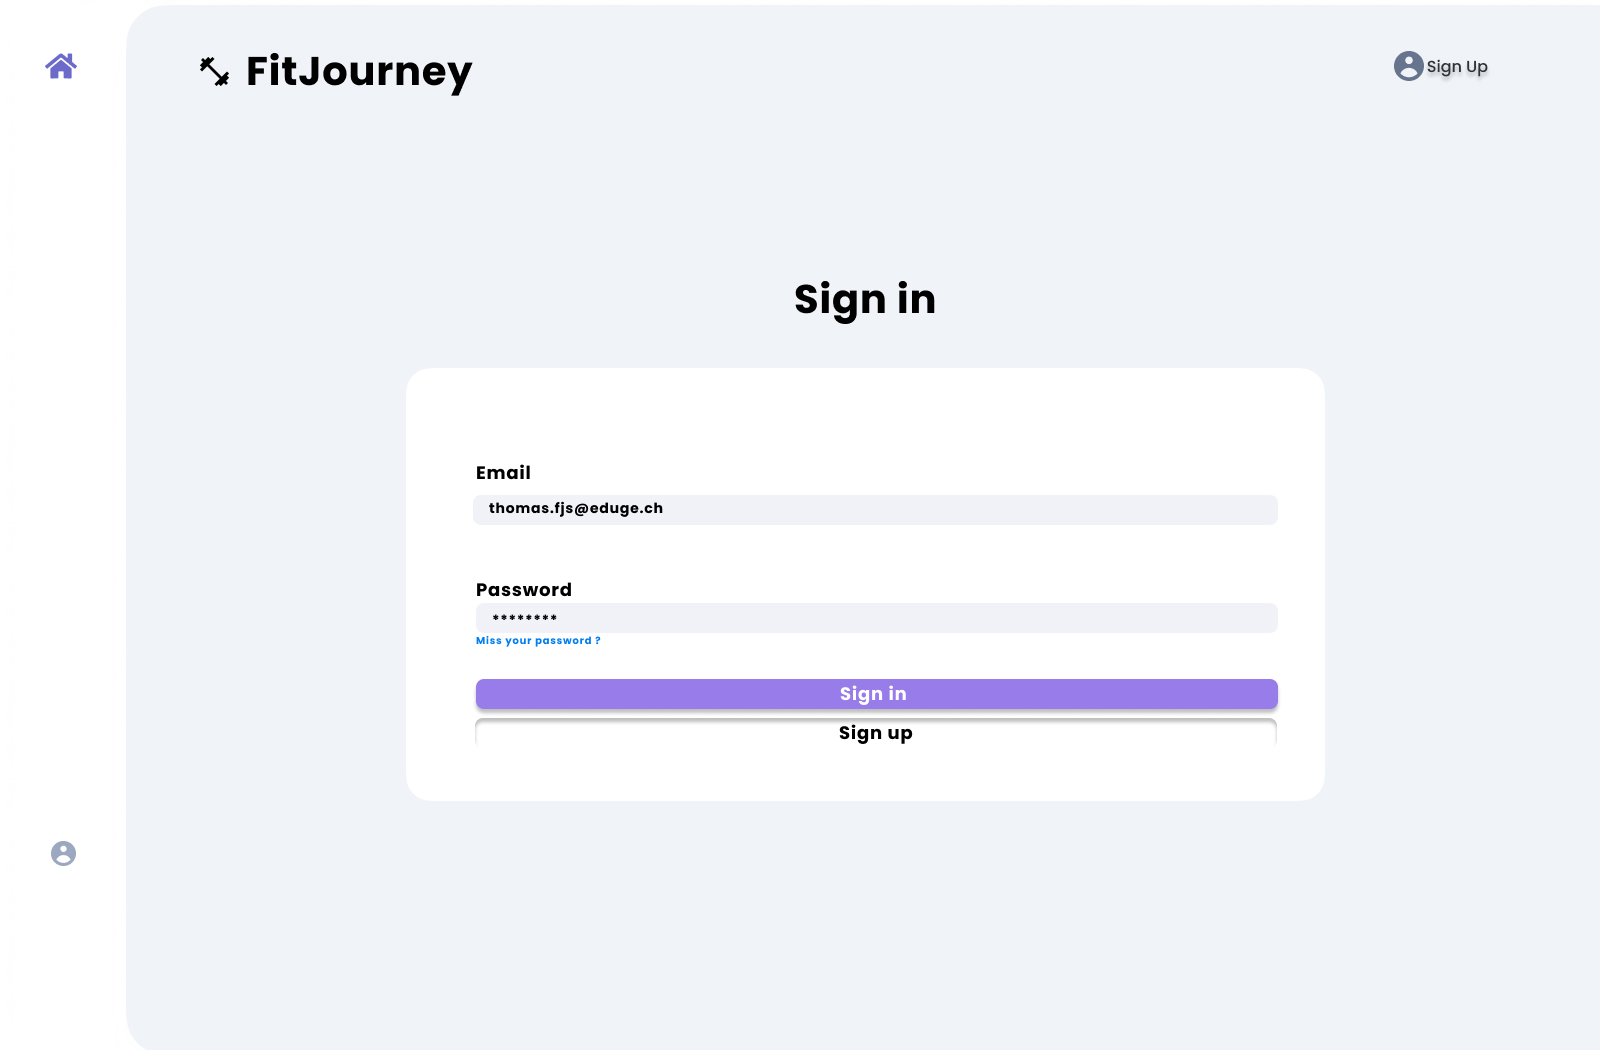 FitJourney
Sign Up
Sign in
Email
thomas.fjs@eduge.ch
Password
********
Miss your password ?
Sign in
Sign up